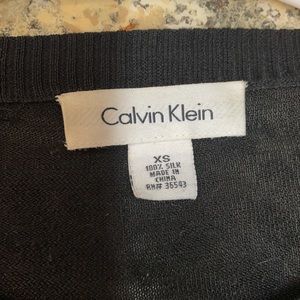 Calvin Klein
XS
100% SILK
MADE IN
CHINA
RN# 36543